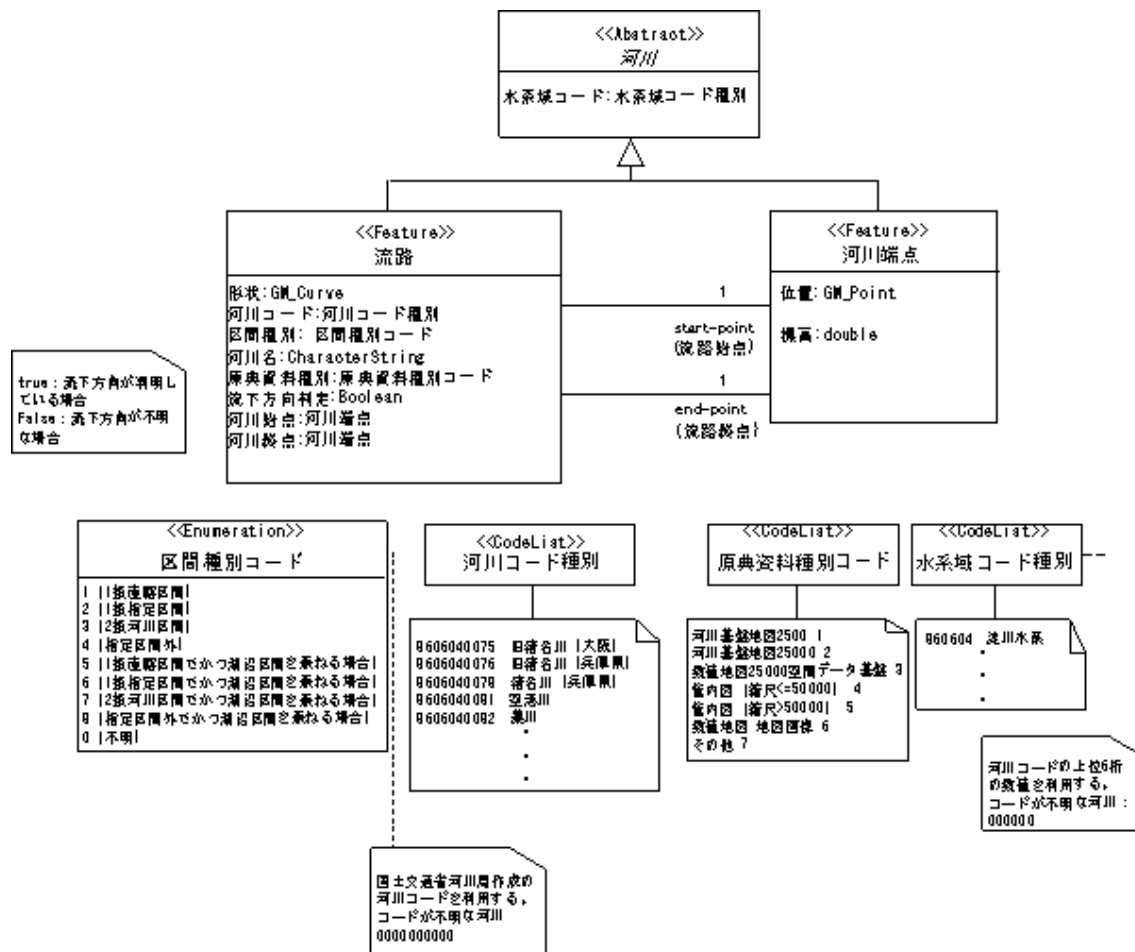 <<Abstract>>
河川
水系域コード:水系域コード種別
<<Feature>>
流路
形状:GM_Curve
河川コード:河川コード種別
区間種別: 区間種別コード
河川名:CharacterString
原典資料種別:原典資料種別コード
流下方向判定:Boolean
河川始点:河川端点
河川終点:河川端点
1
start-point
(流路始点)
1
end-point
(流路終点)
<<Feature>>
河川端点
位置:GM_Point
標高:double
true:流下方向が判明し
ている場合
False:流下方向が不明
な場合
<<Enumeration>>
区間種別コード
1 |1級直轄区間|
2 |1級指定区間|
3 |2級河川区間|
4 |指定区間外|
5 |1級直轄区間でかつ湖沼区間を兼ねる場合|
6 |1級指定区間でかつ湖沼区間を兼ねる場合|
7 |2級河川区間でかつ湖沼区間を兼ねる場合|
8 |指定区間外でかつ湖沼区間を兼ねる場合|
0 |不明|
<<CodeList>>
河川コード種別
8606040075 旧猪名川 |大阪|
8606040076 旧猪名川 |兵庫県|
8606040079 猪名川 |兵庫県|
8606040081 空港川
8606040082 川
<<CodeList>>
原典資料種別コード
河川基盤地図2500 1
河川基盤地図25000 2
数値地図25000空間データ基盤 3
管内図 |縮尺<=50000| 4
管内図 |縮尺>50000| 5
数値地図 地図画像 6
その他 7
<<CodeList>>
水系域コード種別
860604 淀川水系
河川コードの上位6桁
の数値を利用する。
コードが不明な河川:
000000
国土交通省河川局作成の
河川コードを利用する。
コードが不明な河川
0000000000